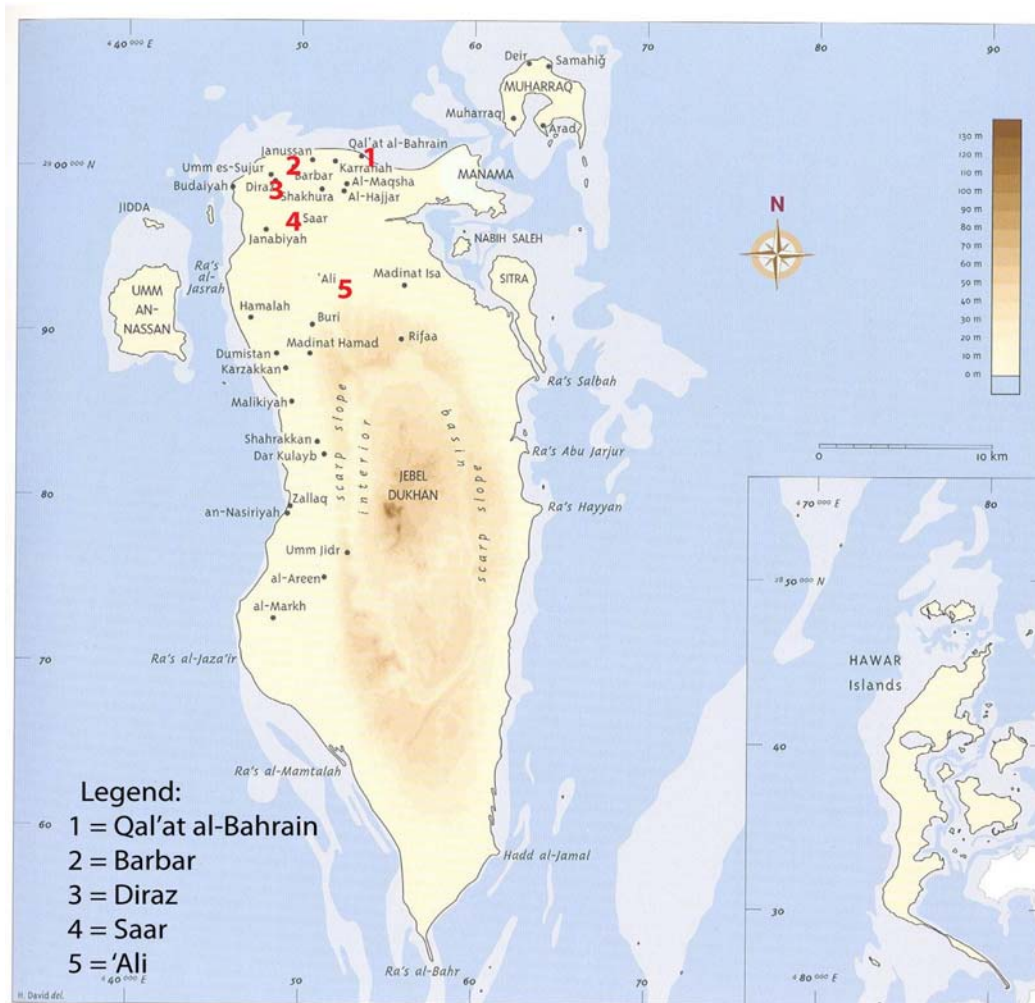 4 40 000 E
50
60
70
80
90
Deir
Samahiğ
MUHARRAQ
Muharraq
Arad
130 m
120 m
110 m
100 m
90 m
80 m
70 m
60 m
50 m
40 m
30 m
20 m
10 m
0 m
29 00 000 N
Janussan
Qal'at al-Bahrain
1
2
Karranah
Umm es-Sujur
Barbar
Al-Maqsha
MANAMA
Budaiyah
Diraz
3
Shakhura
Al-Hajjar
N
JIDDA
4
Saar
Janabiyah
NABIH SALEH
Ra's
al-
Jasrah
'Ali
5
Madinat Isa
SITRA
UMM
AN-
NASSAN
Hamalah
Buri
90
Rifaa
Dumistan
Madinat Hamad
Karzakkan
Ra's Salbah
Malikiyah
scarp slope
interior
basin
scarp slope
Shahrakkan
Dar Kulayb
Ra's Abu Jarjur
0
10 km
JEBEL
DUKHAN
80
Zallaq
an-Nasiriyah
Ra's Hayyan
4 70 000 E
80
Umm Jidr
al-Areen
28 50 000 N
al-Markh
70
Ra's al-Jaza'ir
HAWAR
Islands
40
Ra's al-Mamtalah
Legend:
1 = Qal’at al-Bahrain
2 = Barbar
3 = Diraz
4 = Saar
5 = ‘Ali
60
Hadd al-Jamal
30
Ra's al-Bahr
4 40 000 E
50
60
70
4 80 000 E
H. David del.